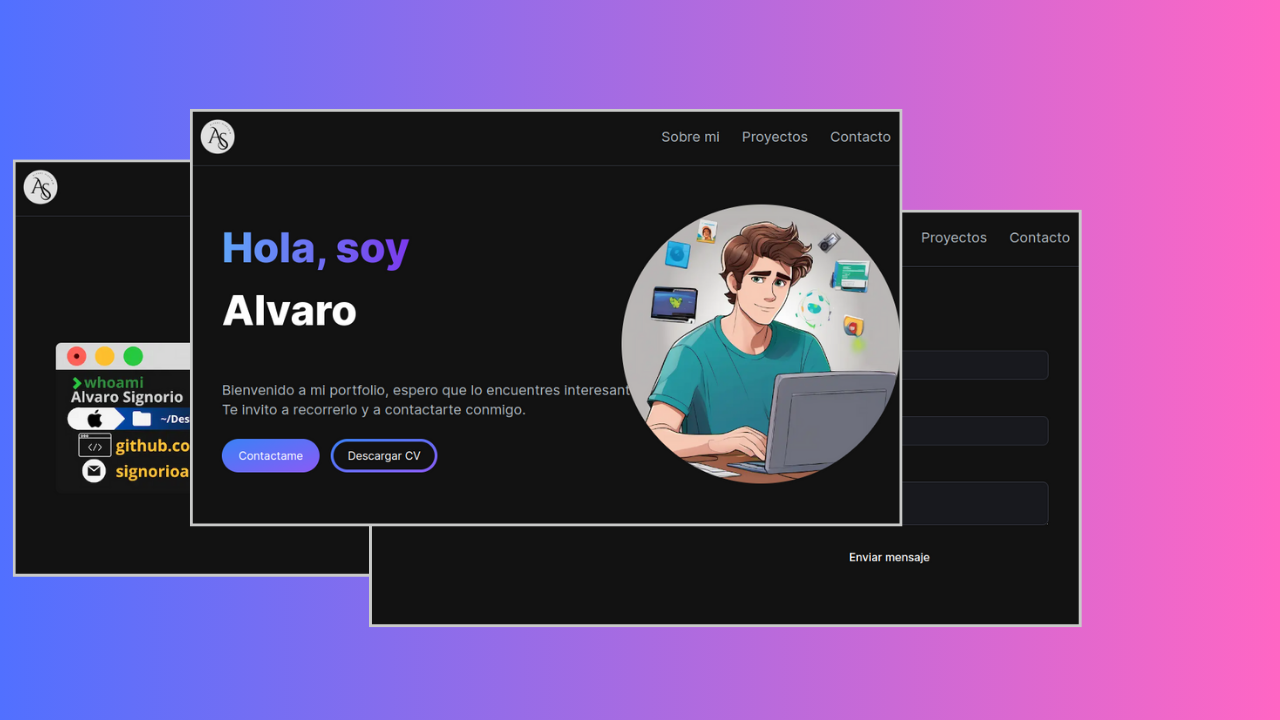 AS
Sobre mi Proyectos Contacto
Hola, soy
Alvaro
Bienvenido a mi portfolio, espero que lo encuentres interesant
Te invito a recorrerlo y a contactarte conmigo.
Contactame Descargar CV
AS
whoami
Alvaro Signorio
~/Des
github.co
signorioa
Proyectos Contacto
Enviar mensaje